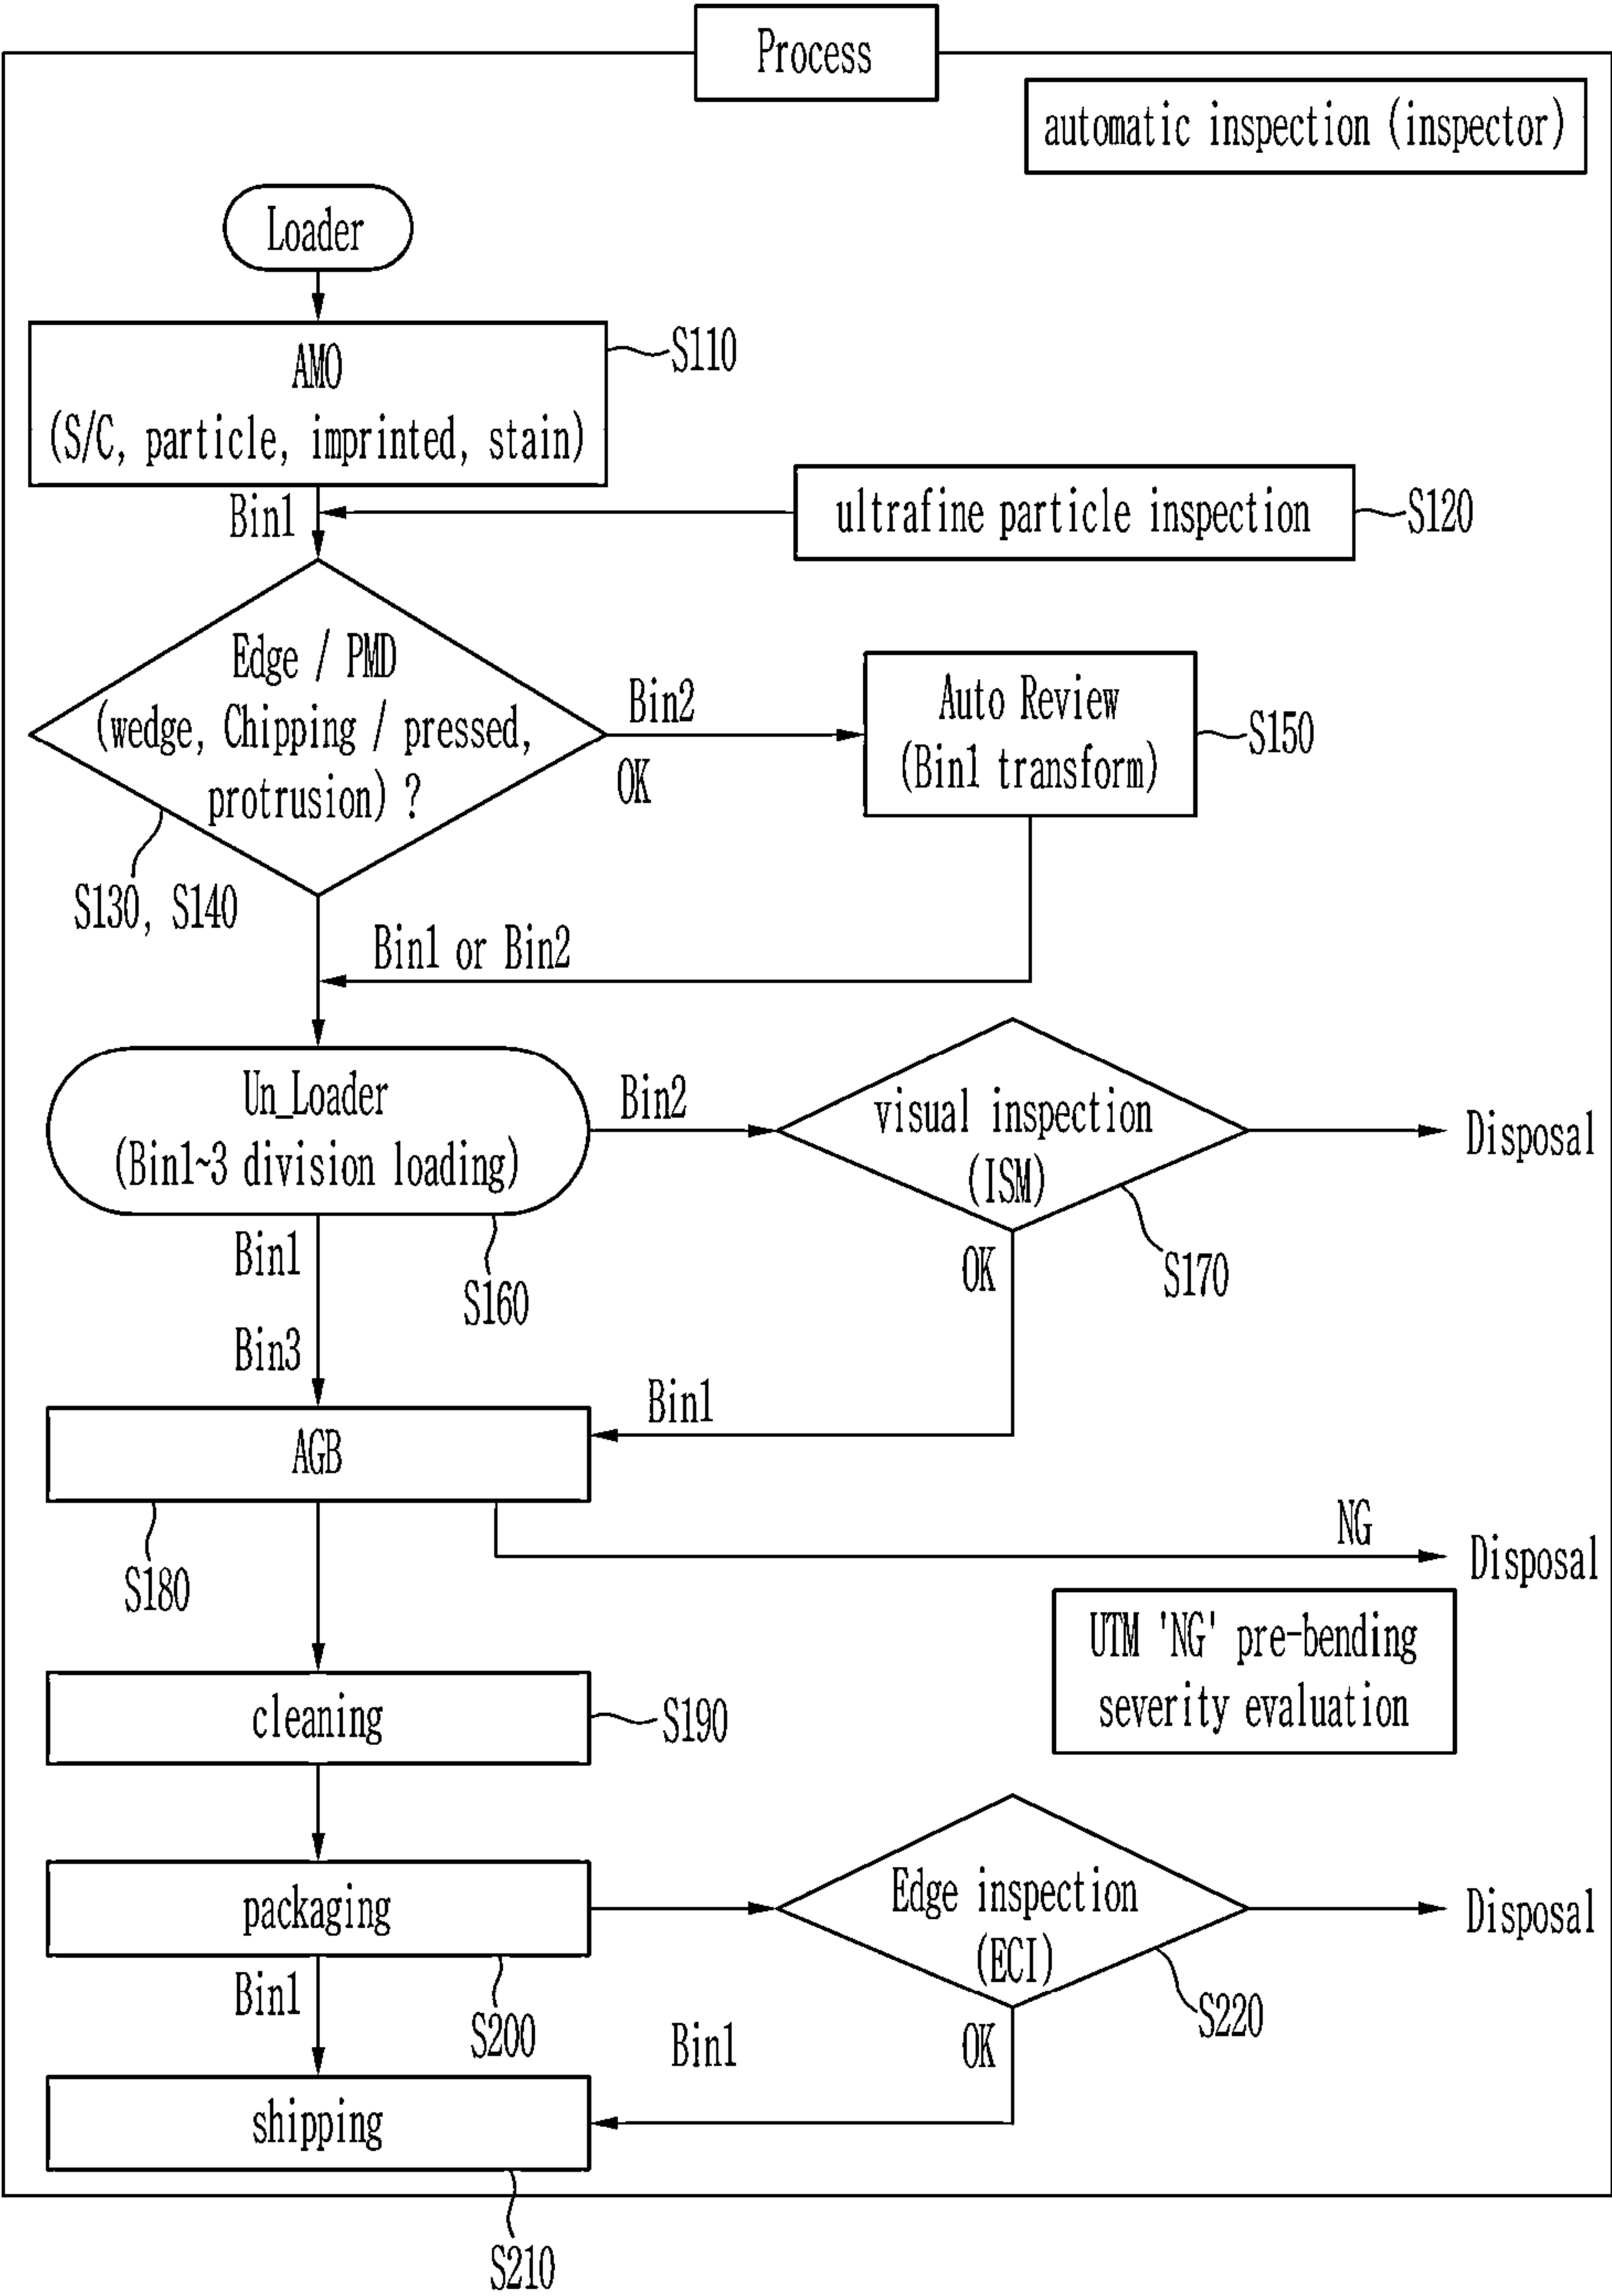 Process
automatic inspection (inspector)
Loader
AMO
(S/C, particle, imprinted, stain)
S110
Bin1
ultrafine particle inspection
S120
Edge / PMD
(wedge, Chipping / pressed,
protrusion) ?
S130, S140
Bin2
OK
Auto Review
(Bin1 transform)
S150
Bin1 or Bin2
Un_Loader
(Bin1~3 division loading)
S160
Bin2
visual inspection
(ISM)
S170
Disposal
Bin1
Bin3
OK
Bin1
AGB
S180
NG
Disposal
UTM 'NG' pre-bending
severity evaluation
cleaning
S190
packaging
S200
Edge inspection
(ECI)
S220
Disposal
Bin1
Bin1
OK
shipping
S210